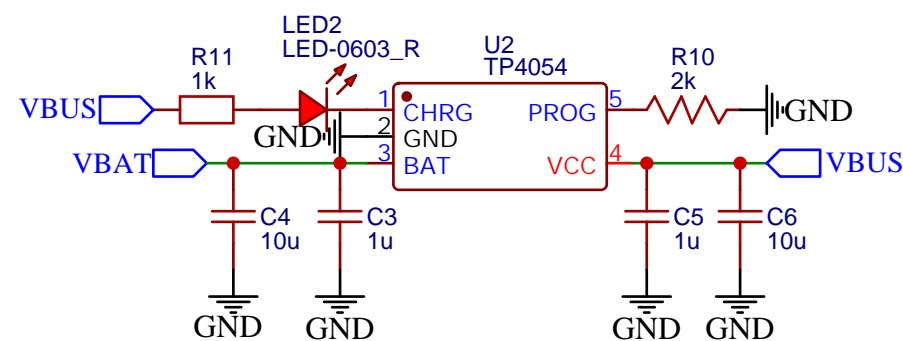 LED2
LED-0603_R
R11
1k
U2
TP4054
R10
2k
VBUS
1
CHRG
PROG
5
GND
GND
2
GND
VBAT
3
BAT
VCC
4
VBUS
C4
10u
C3
1u
C5
1u
C6
10u
GND
GND
GND
GND